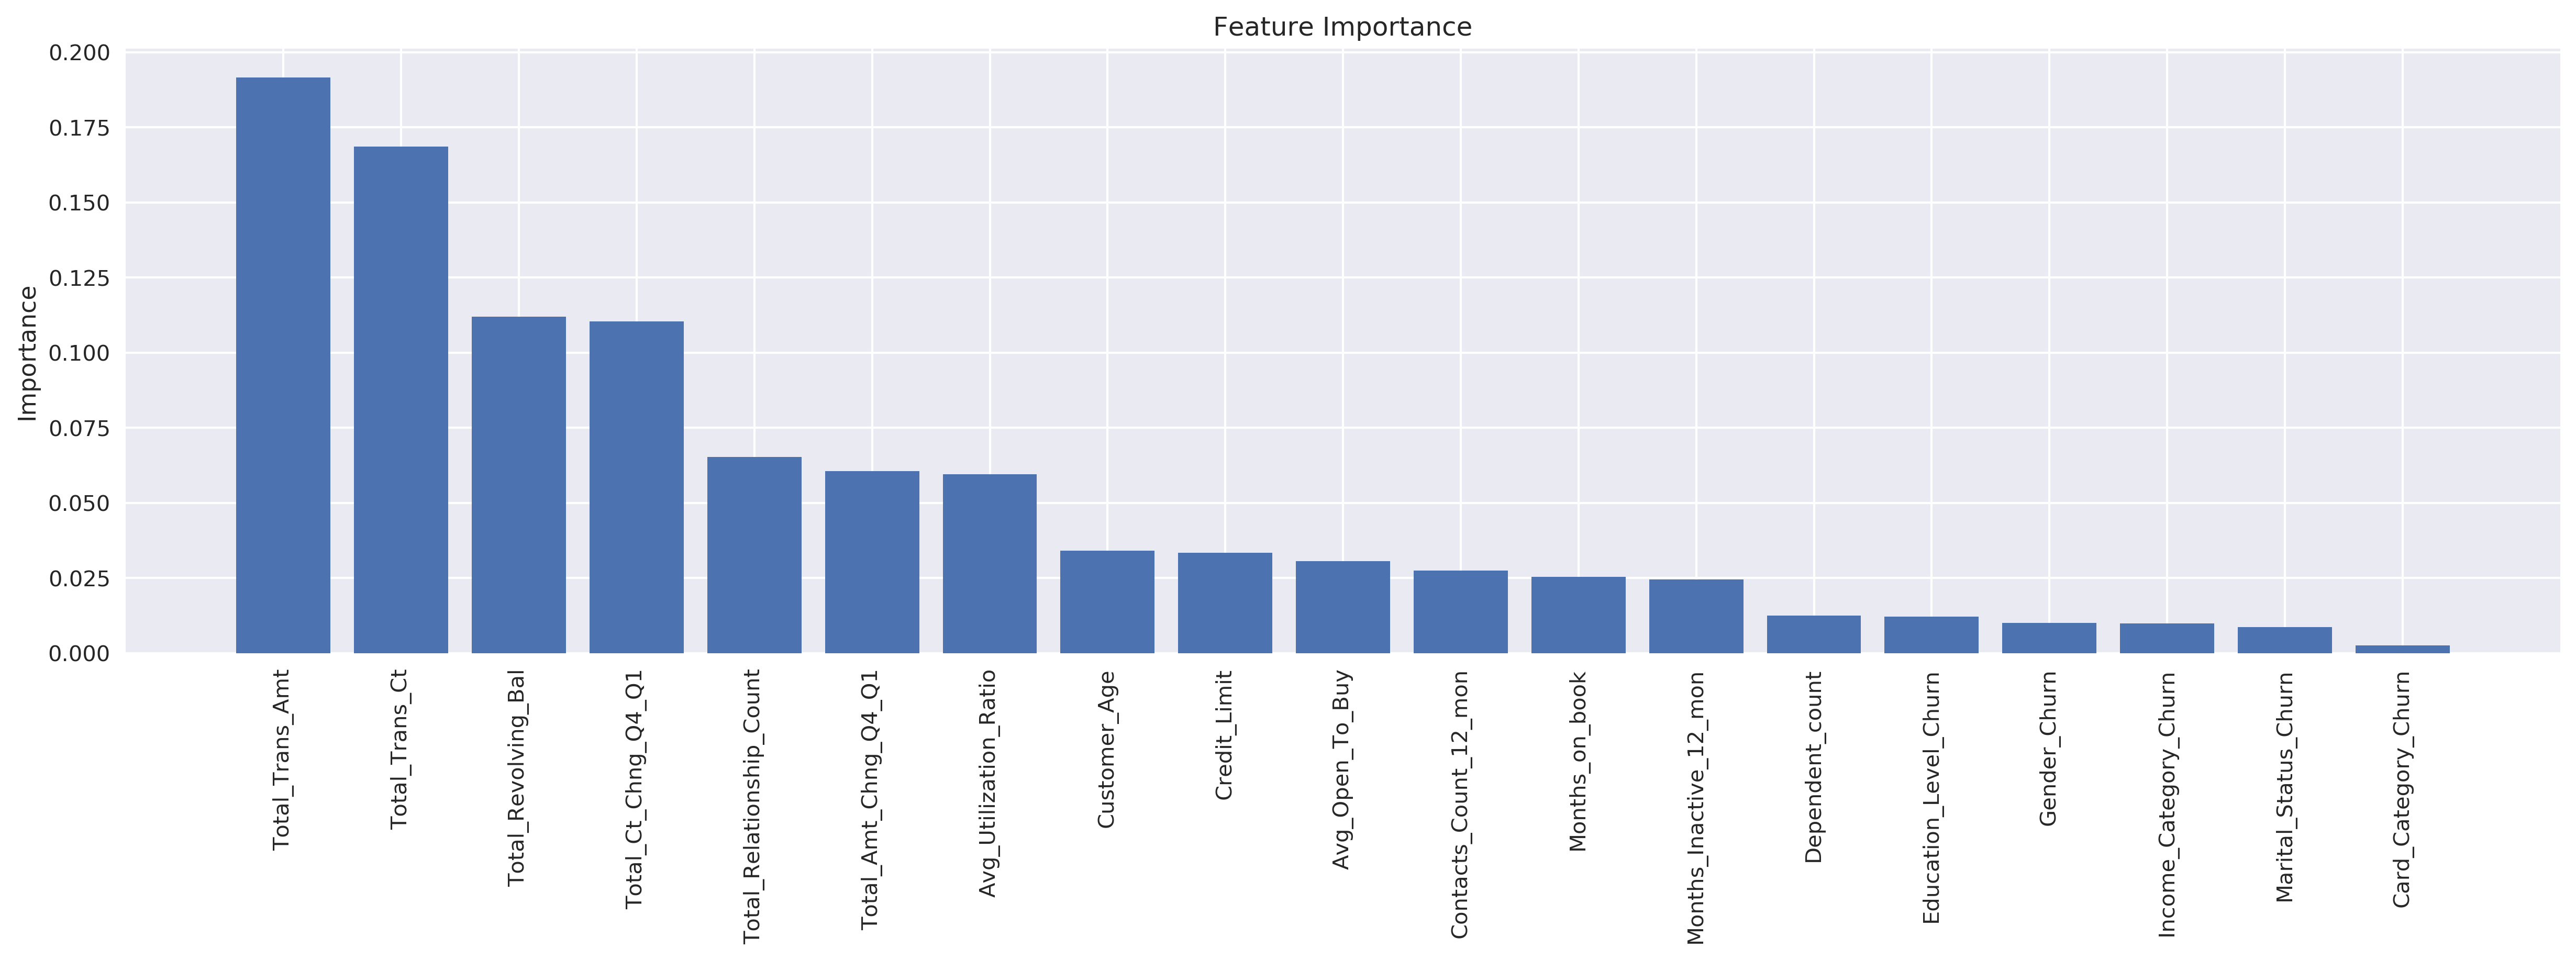 Feature Importance
Importance
0.200
0.175
0.150
0.125
0.100
0.075
0.050
0.025
0.000
Total_Trans_Amt
Total_Trans_Ct
Total_Revolving_Bal
Total_Ct_Chng_Q4_Q1
Total_Relationship_Count
Total_Amt_Chng_Q4_Q1
Avg_Utilization_Ratio
Customer_Age
Credit_Limit
Avg_Open_To_Buy
Contacts_Count_12_mon
Months_on_book
Months_Inactive_12_mon
Dependent_count
Education_Level_Churn
Gender_Churn
Income_Category_Churn
Marital_Status_Churn
Card_Category_Churn